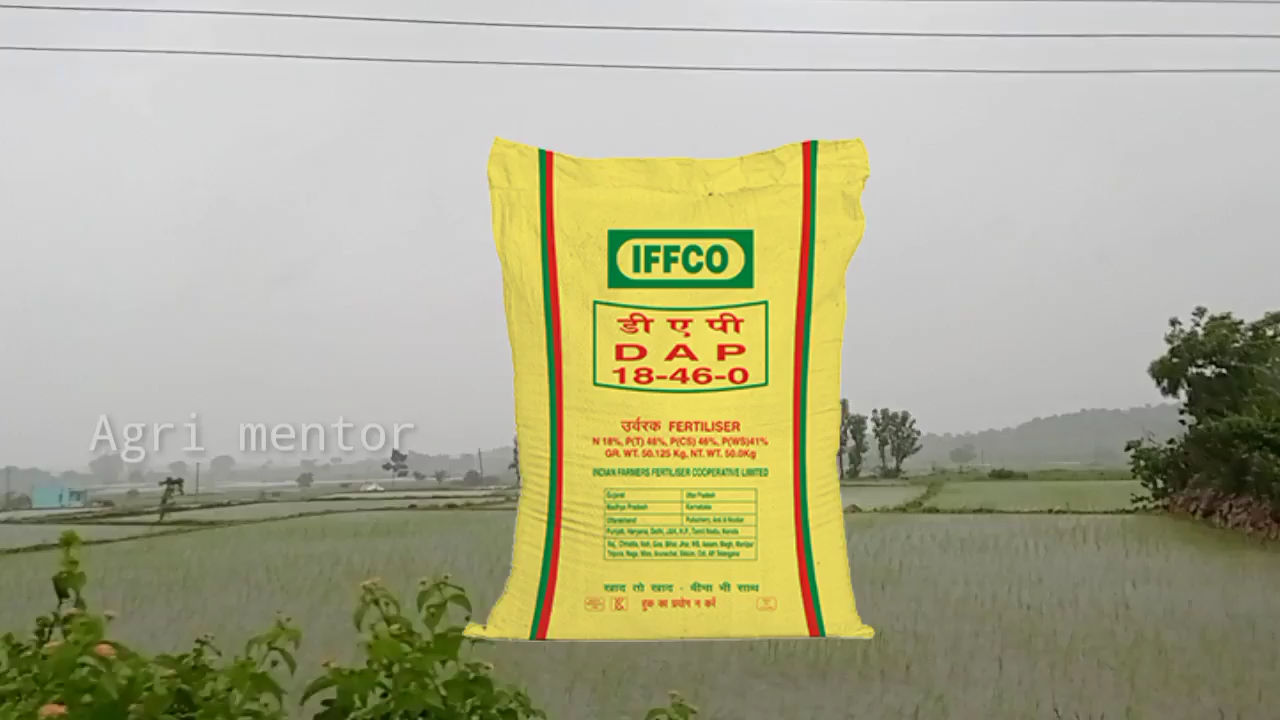 IFFCO
डी ए पी
D A P
18-46-0
उर्वरक FERTILISER
N 18%, P(T) 46%, P(CS) 46%, P(WS)41%
GR. WT. 50.125 Kg, NT. WT. 50.0Kg
INDIAN FARMERS FERTILISER COOPERATIVE LIMITED
Agri mentor
Gujarat Uttar Pradesh
Madhya Pradesh Karnataka
Uttarakhand
खाद तो खाद - बीमा भी साथ
हुक का प्रयोग न करें